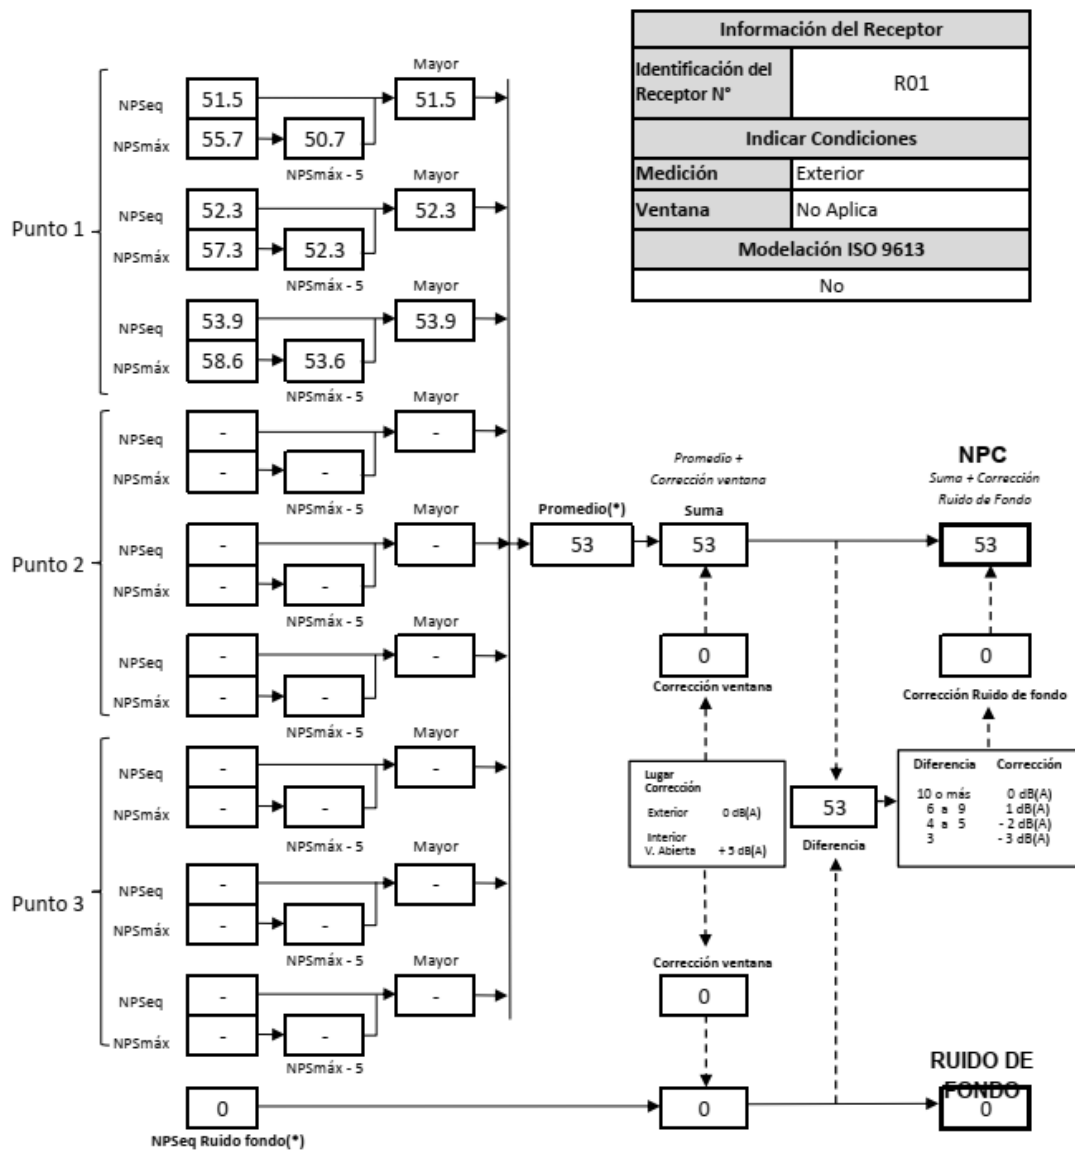 Información del Receptor
Identificación del
Receptor N°
R01
Indicar Condiciones
Medición
Exterior
Ventana
No Aplica
Modelación ISO 9613
No
Punto 1
Mayor
NPSeq
51.5
51.5
NPSmáx
55.7
50.7
NPSmáx - 5
Mayor
NPSeq
52.3
52.3
NPSmáx
57.3
52.3
NPSmáx - 5
Mayor
NPSeq
53.9
53.9
NPSmáx
58.6
53.6
NPSmáx - 5
Punto 2
Mayor
NPSeq
-
-
NPSmáx
-
-
NPSmáx - 5
Mayor
NPSeq
-
-
NPSmáx
-
-
NPSmáx - 5
Mayor
NPSeq
-
-
NPSmáx
-
-
NPSmáx - 5
Punto 3
Mayor
NPSeq
-
-
NPSmáx
-
-
NPSmáx - 5
Mayor
NPSeq
-
-
NPSmáx
-
-
NPSmáx - 5
Mayor
NPSeq
-
-
NPSmáx
-
-
NPSmáx - 5
Promedio(*)
53
Promedio +
Corrección ventana
Suma
53
NPC
Suma + Corrección
Ruido de Fondo
53
0
Corrección ventana
0
Corrección Ruido de fondo
Lugar
Corrección
Exterior 0 dB(A)
Interior
V. Abierta + 5 dB(A)
53
Diferencia
Diferencia Corrección
10 o más 0 dB(A)
6 a 9 1 dB(A)
4 a 5 - 2 dB(A)
3 - 3 dB(A)
Corrección ventana
0
0
NPSeq Ruido fondo(*)
0
RUIDO DE
FONDO
0